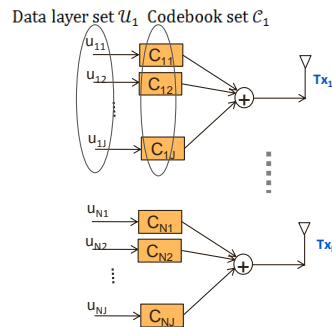 Data layer set 𝒰₁ Codebook set 𝒞₁
u₁₁ C₁₁
u₁₂ C₁₂
Tx₁
u₁J C₁J
+
uN1 CN1
uN2 CN2
Tx
uNJ CNJ
+